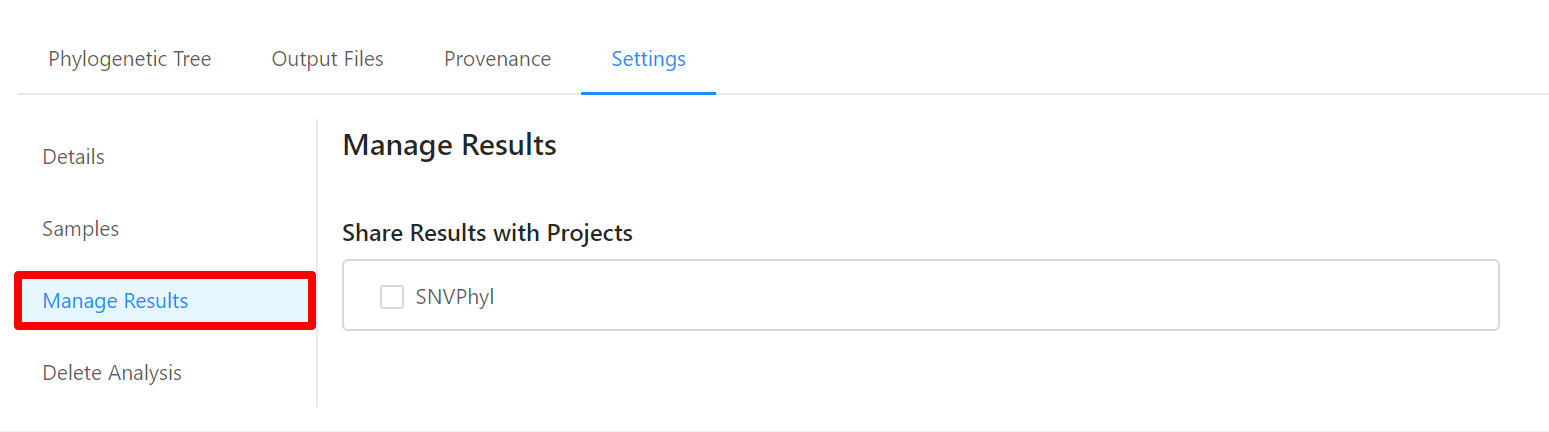 Phylogenetic Tree Output Files Provenance Settings
Details
Samples
Manage Results
Delete Analysis
Manage Results
Share Results with Projects
SNVPhyl